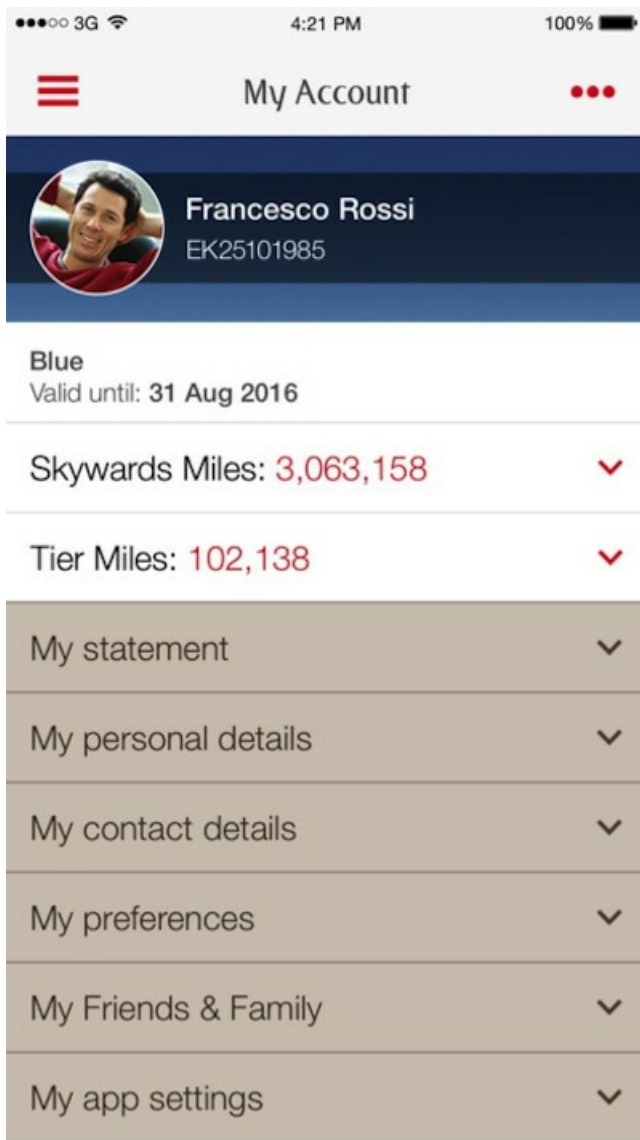 3G 4:21 PM 100%
My Account
Francesco Rossi
EK25101985
Blue
Valid until: 31 Aug 2016
Skywards Miles: 3,063,158
Tier Miles: 102,138
My statement
My personal details
My contact details
My preferences
My Friends & Family
My app settings